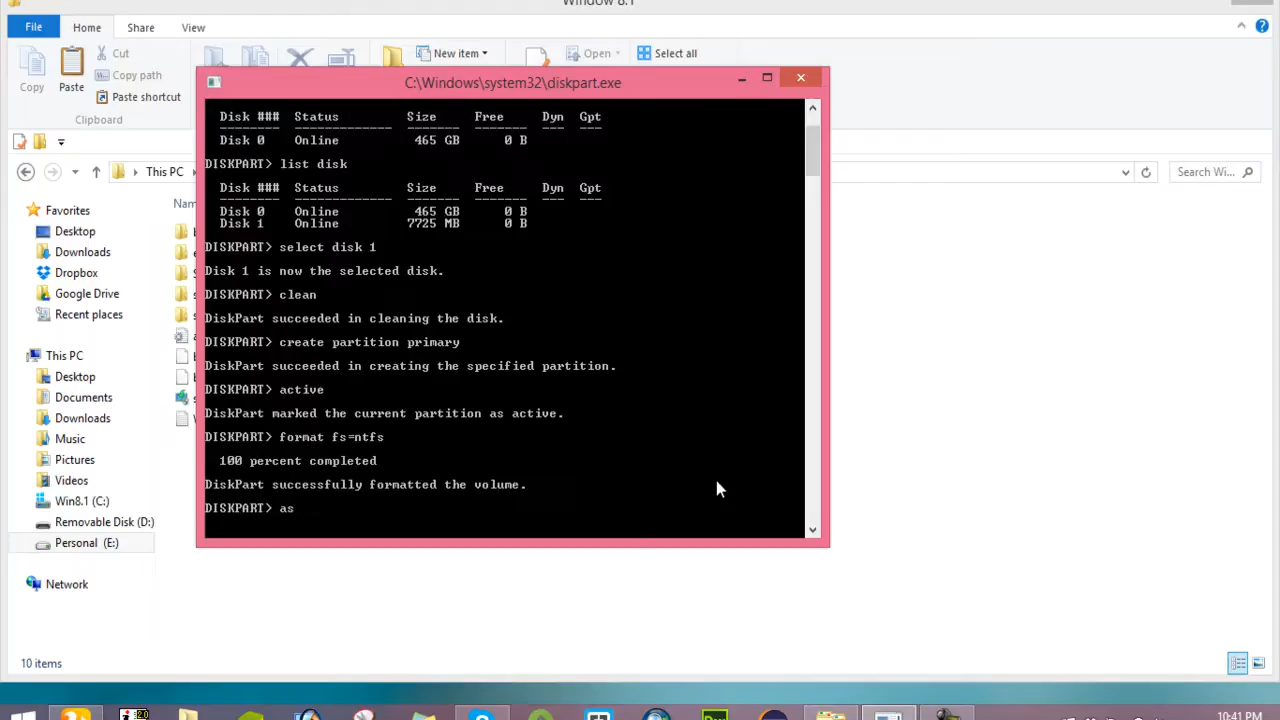 Window 8.1
File Home Share View
Copy
Paste
Cut
Copy path
Paste shortcut
New item
Open
Select all
Clipboard
This PC
Search Wi...
Favorites
Desktop
Downloads
Dropbox
Google Drive
Recent places
This PC
Desktop
Documents
Downloads
Music
Pictures
Videos
Win8.1 (C:)
Removable Disk (D:)
Personal (E:)
Network
Nam
C:\Windows\system32\diskpart.exe
Disk ### Status Size Free Dyn Gpt
-------- ------------- ------- ------- --- ---
Disk 0 Online 465 GB 0 B
DISKPART> list disk
Disk ### Status Size Free Dyn Gpt
-------- ------------- ------- ------- --- ---
Disk 0 Online 465 GB 0 B
Disk 1 Online 7725 MB 0 B
DISKPART> select disk 1
Disk 1 is now the selected disk.
DISKPART> clean
DiskPart succeeded in cleaning the disk.
DISKPART> create partition primary
DiskPart succeeded in creating the specified partition.
DISKPART> active
DiskPart marked the current partition as active.
DISKPART> format fs=ntfs
100 percent completed
DiskPart successfully formatted the volume.
DISKPART> as
10 items
10:41 PM